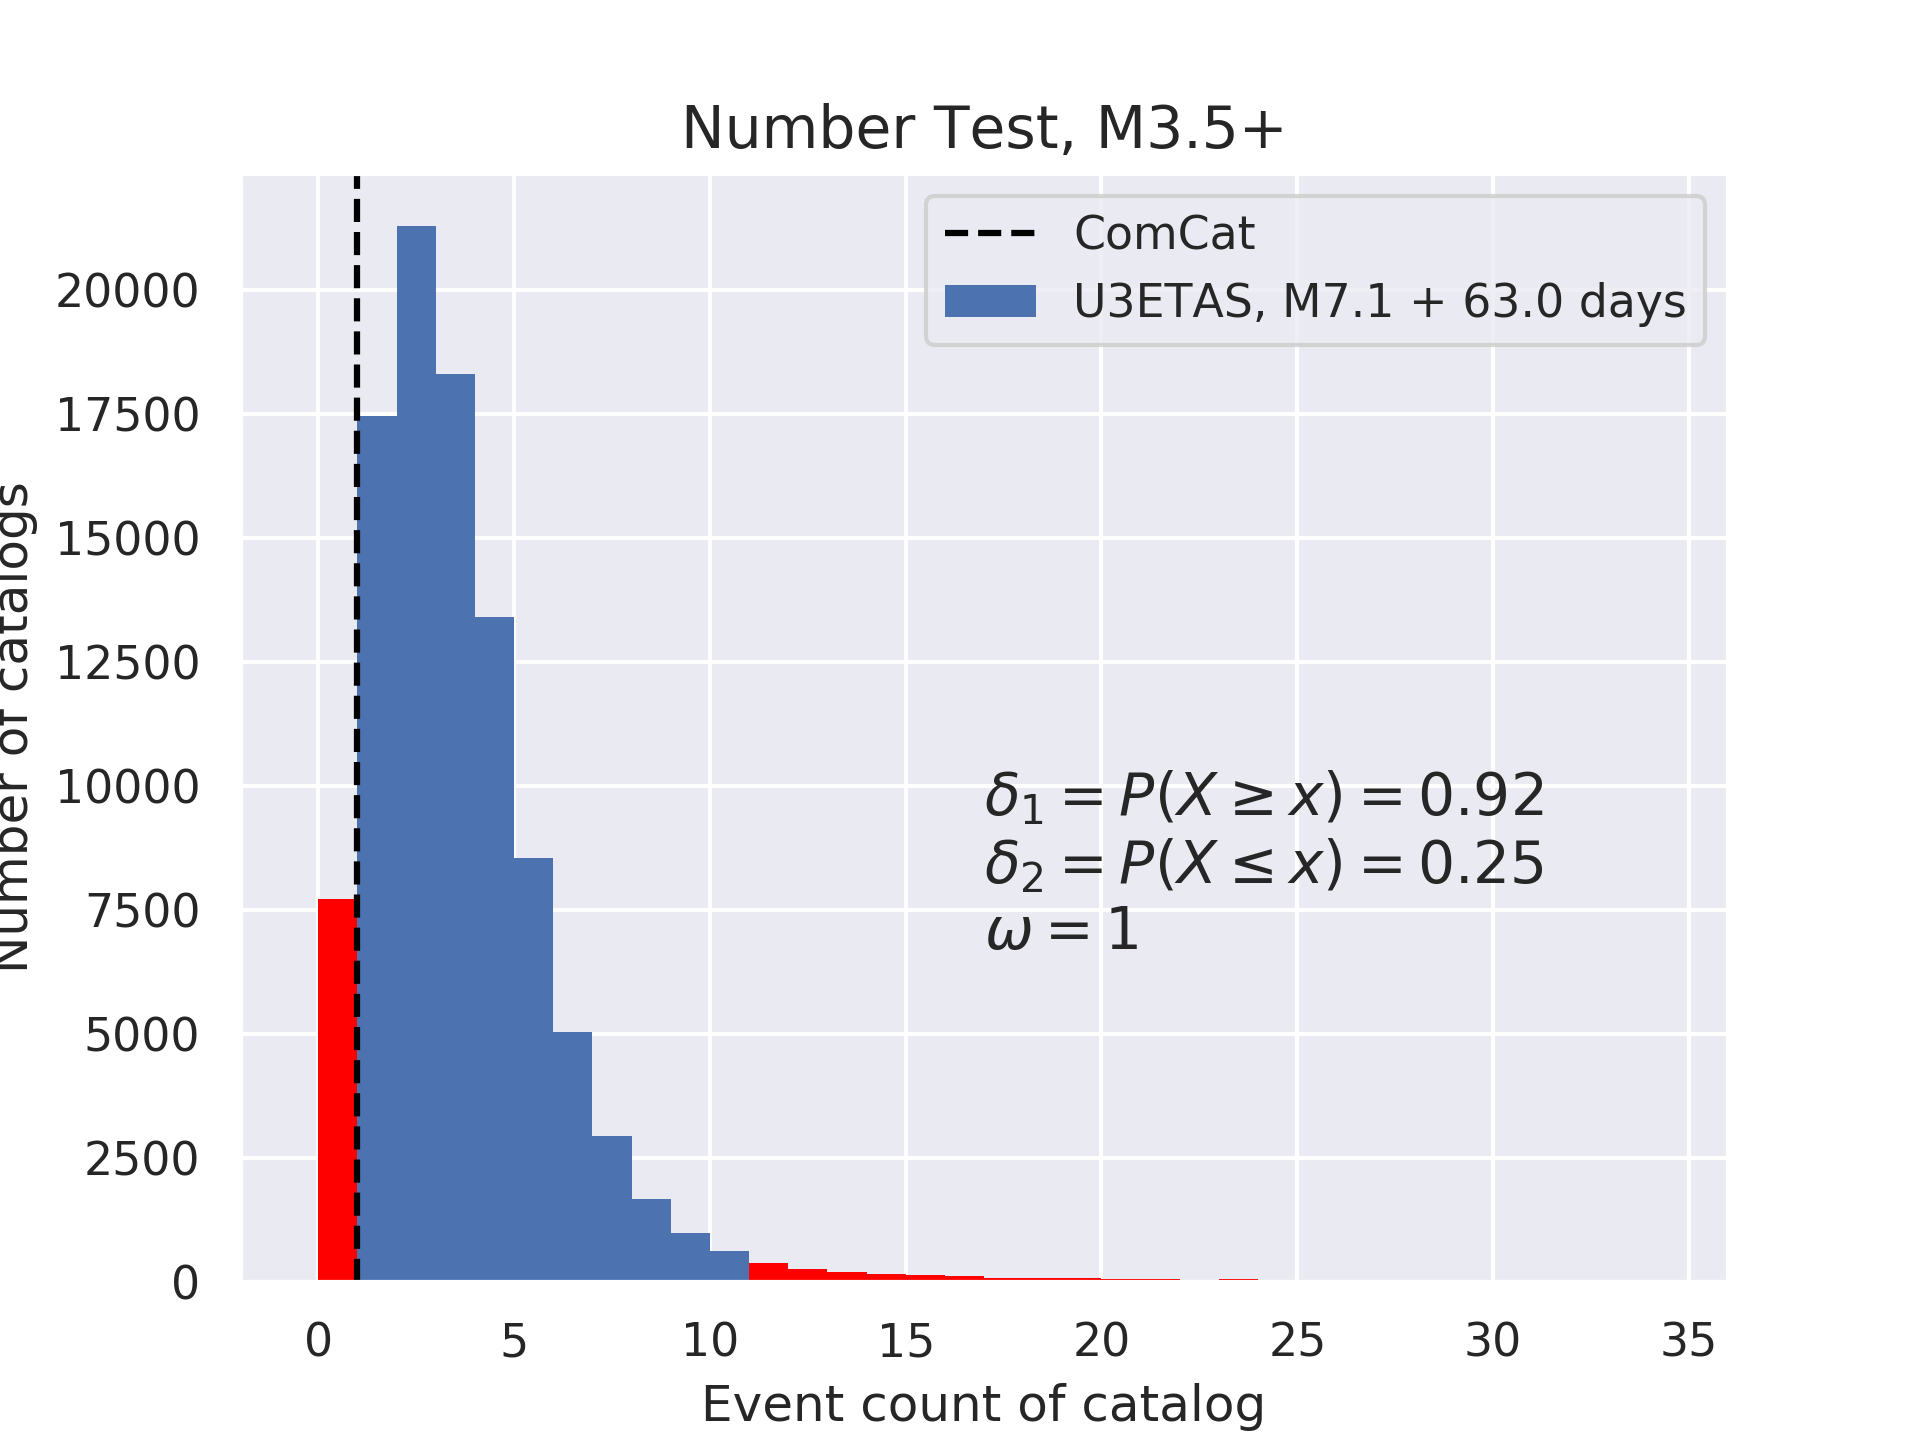 Number Test, M3.5+
ComCat
U3ETAS, M7.1 + 63.0 days
20000
17500
15000
12500
10000
7500
5000
2500
0
Number of catalogs
δ₁ = P(X ≥ x) = 0.92
δ₂ = P(X ≤ x) = 0.25
ω = 1
0 5 10 15 20 25 30 35
Event count of catalog